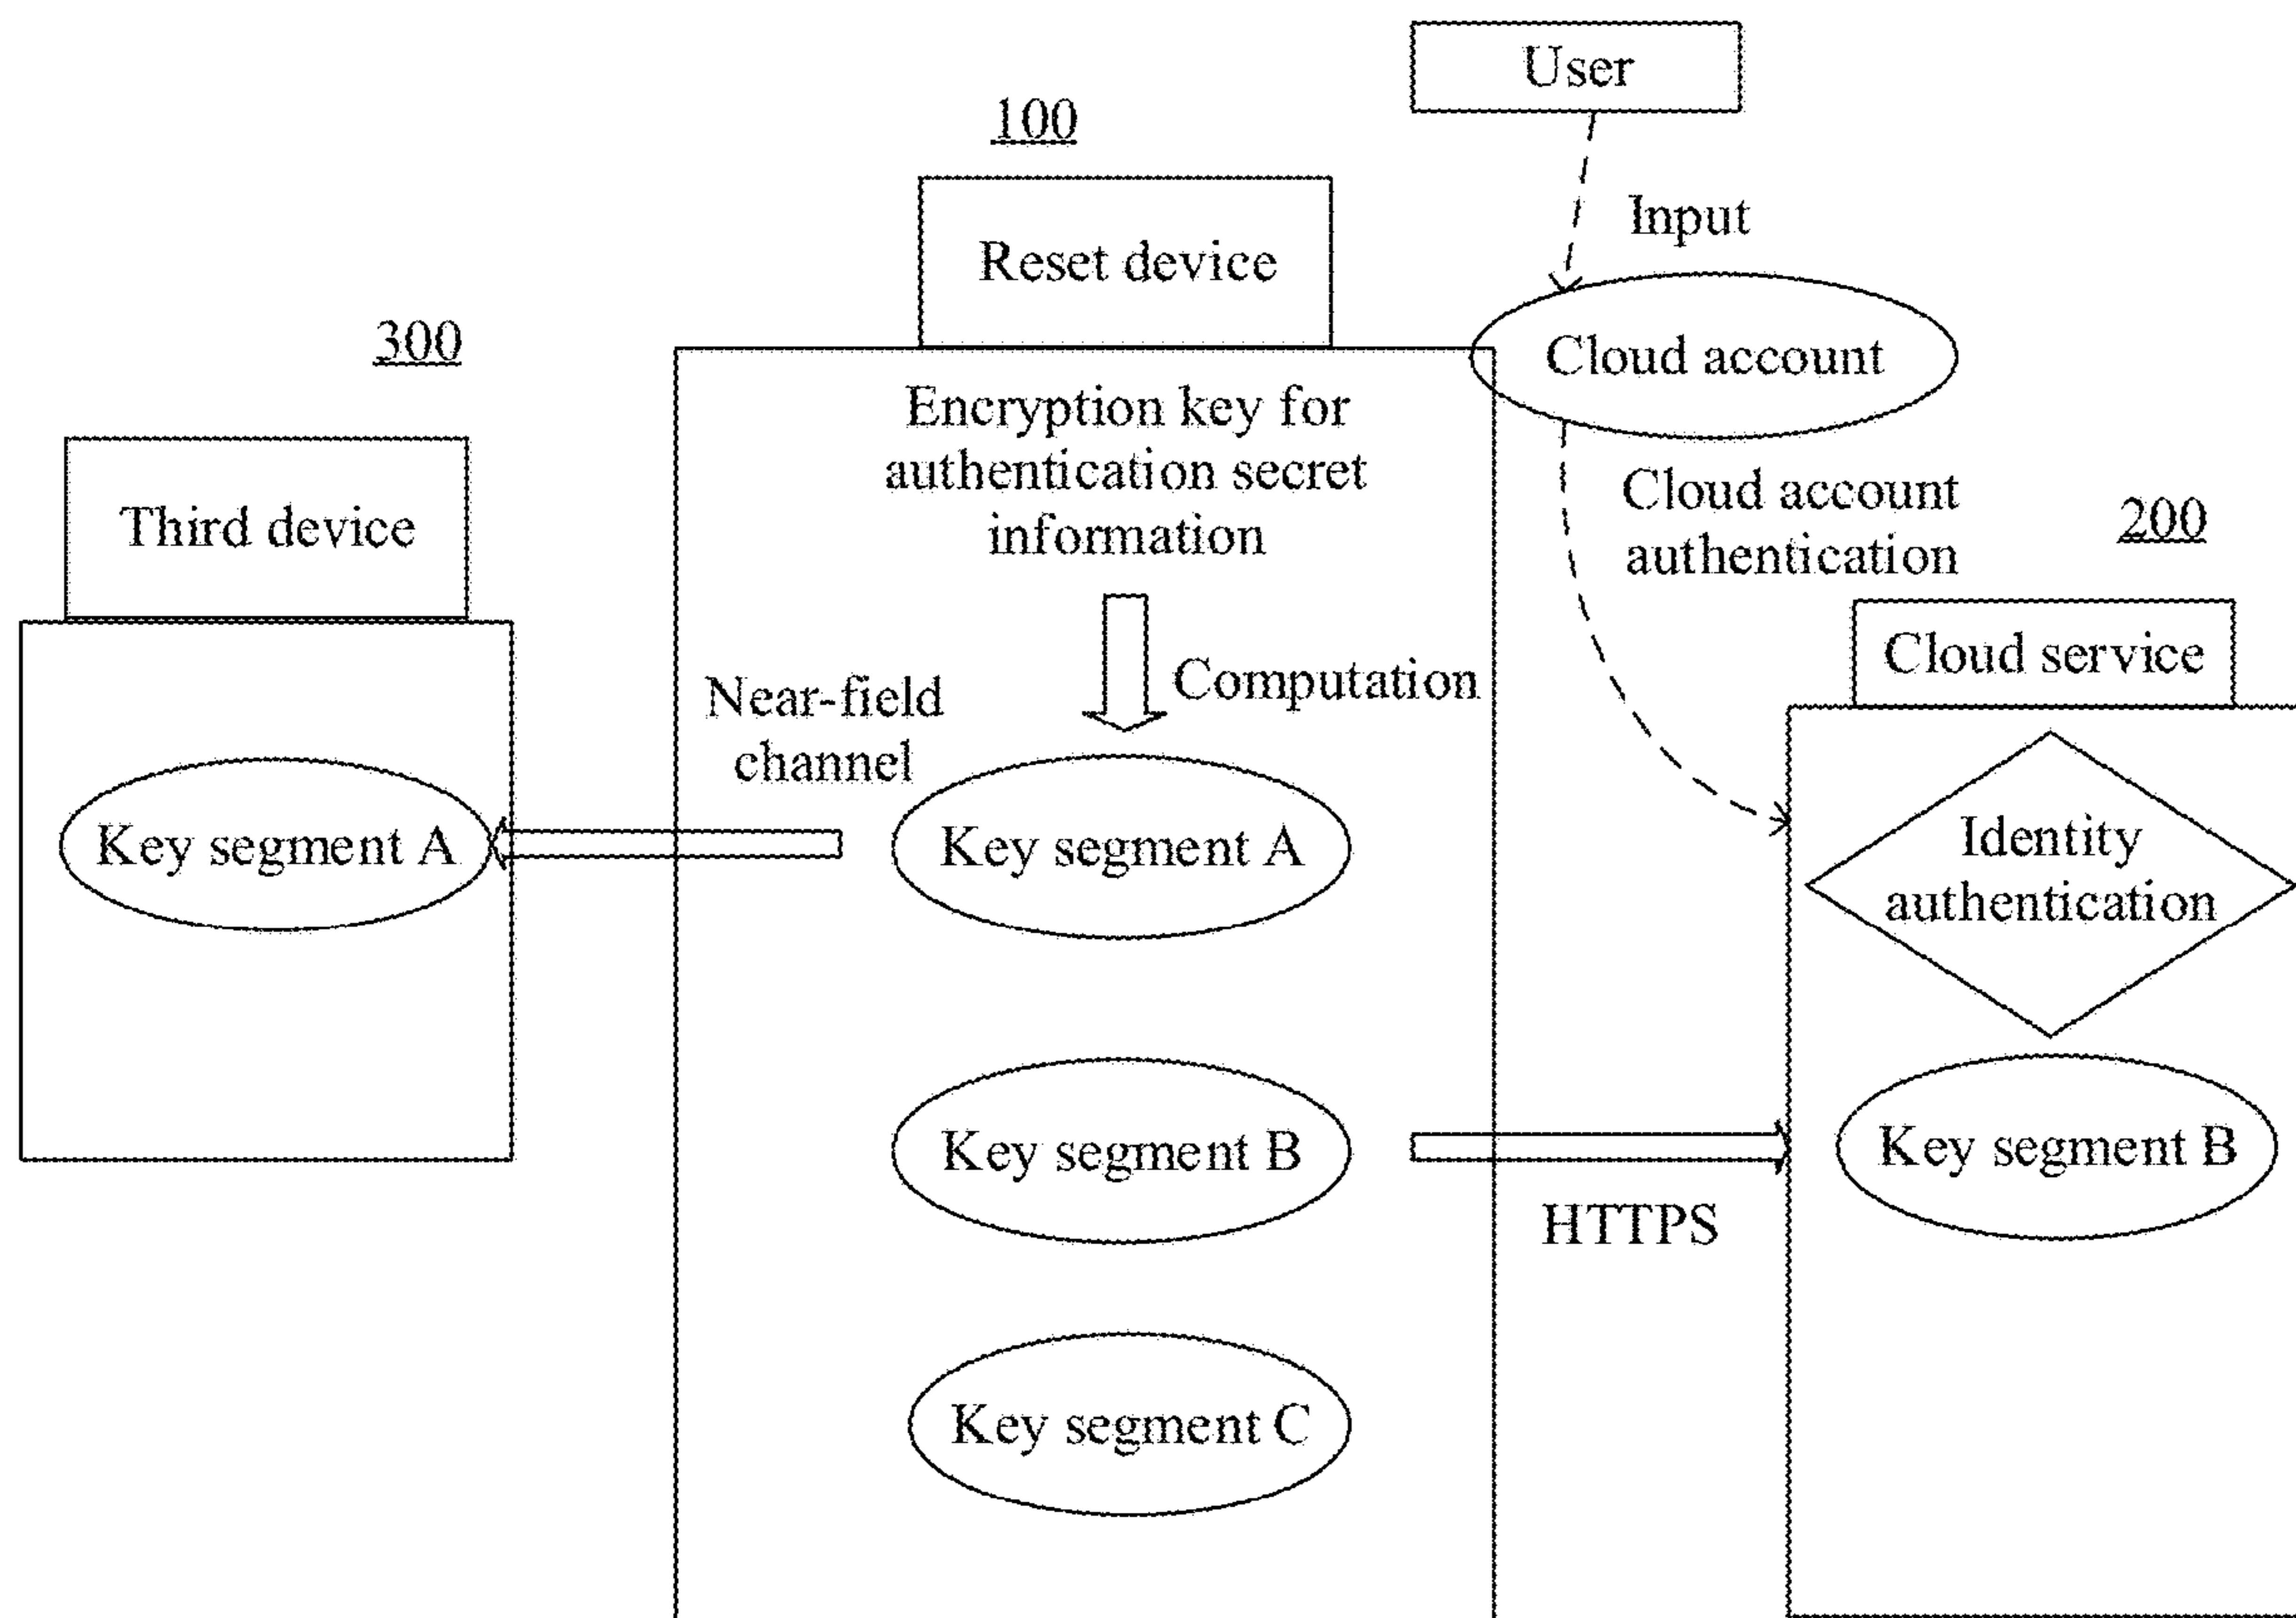 User
100
Input
Reset device
300
Cloud account
Encryption key for
authentication secret
information
Cloud account
authentication
200
Third device
Cloud service
Near-field
channel
Computation
Key segment A
Key segment A
Identity
authentication
Key segment B
Key segment B
HTTPS
Key segment C